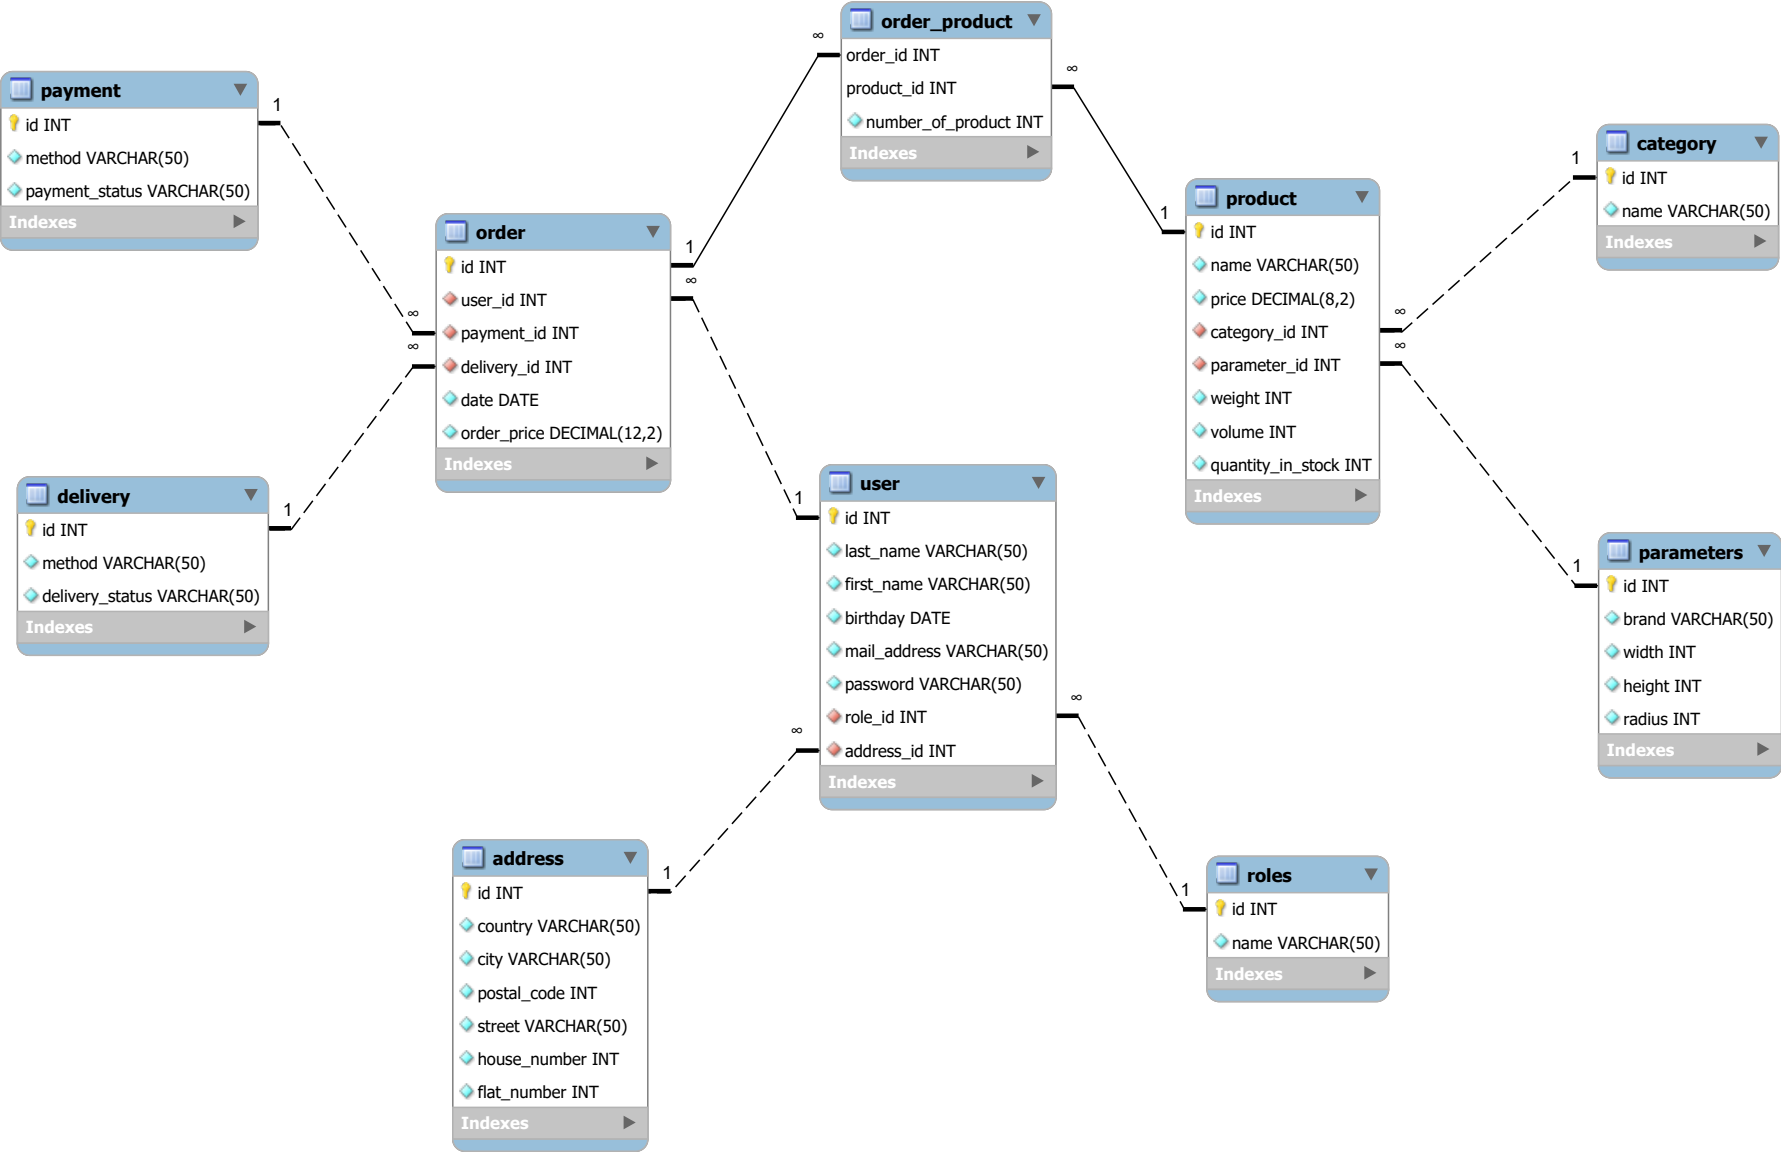 order_product
order_id INT
product_id INT
number_of_product INT
Indexes
∞
∞
payment
id INT
method VARCHAR(50)
payment_status VARCHAR(50)
Indexes
1
category
id INT
name VARCHAR(50)
Indexes
1
product
id INT
name VARCHAR(50)
price DECIMAL(8,2)
category_id INT
parameter_id INT
weight INT
volume INT
quantity_in_stock INT
Indexes
1
∞
∞
order
id INT
user_id INT
payment_id INT
delivery_id INT
date DATE
order_price DECIMAL(12,2)
Indexes
1
∞
∞
∞
delivery
id INT
method VARCHAR(50)
delivery_status VARCHAR(50)
Indexes
1
user
id INT
last_name VARCHAR(50)
first_name VARCHAR(50)
birthday DATE
mail_address VARCHAR(50)
password VARCHAR(50)
role_id INT
address_id INT
Indexes
1
∞
∞
parameters
id INT
brand VARCHAR(50)
width INT
height INT
radius INT
Indexes
1
address
id INT
country VARCHAR(50)
city VARCHAR(50)
postal_code INT
street VARCHAR(50)
house_number INT
flat_number INT
Indexes
1
roles
id INT
name VARCHAR(50)
Indexes
1